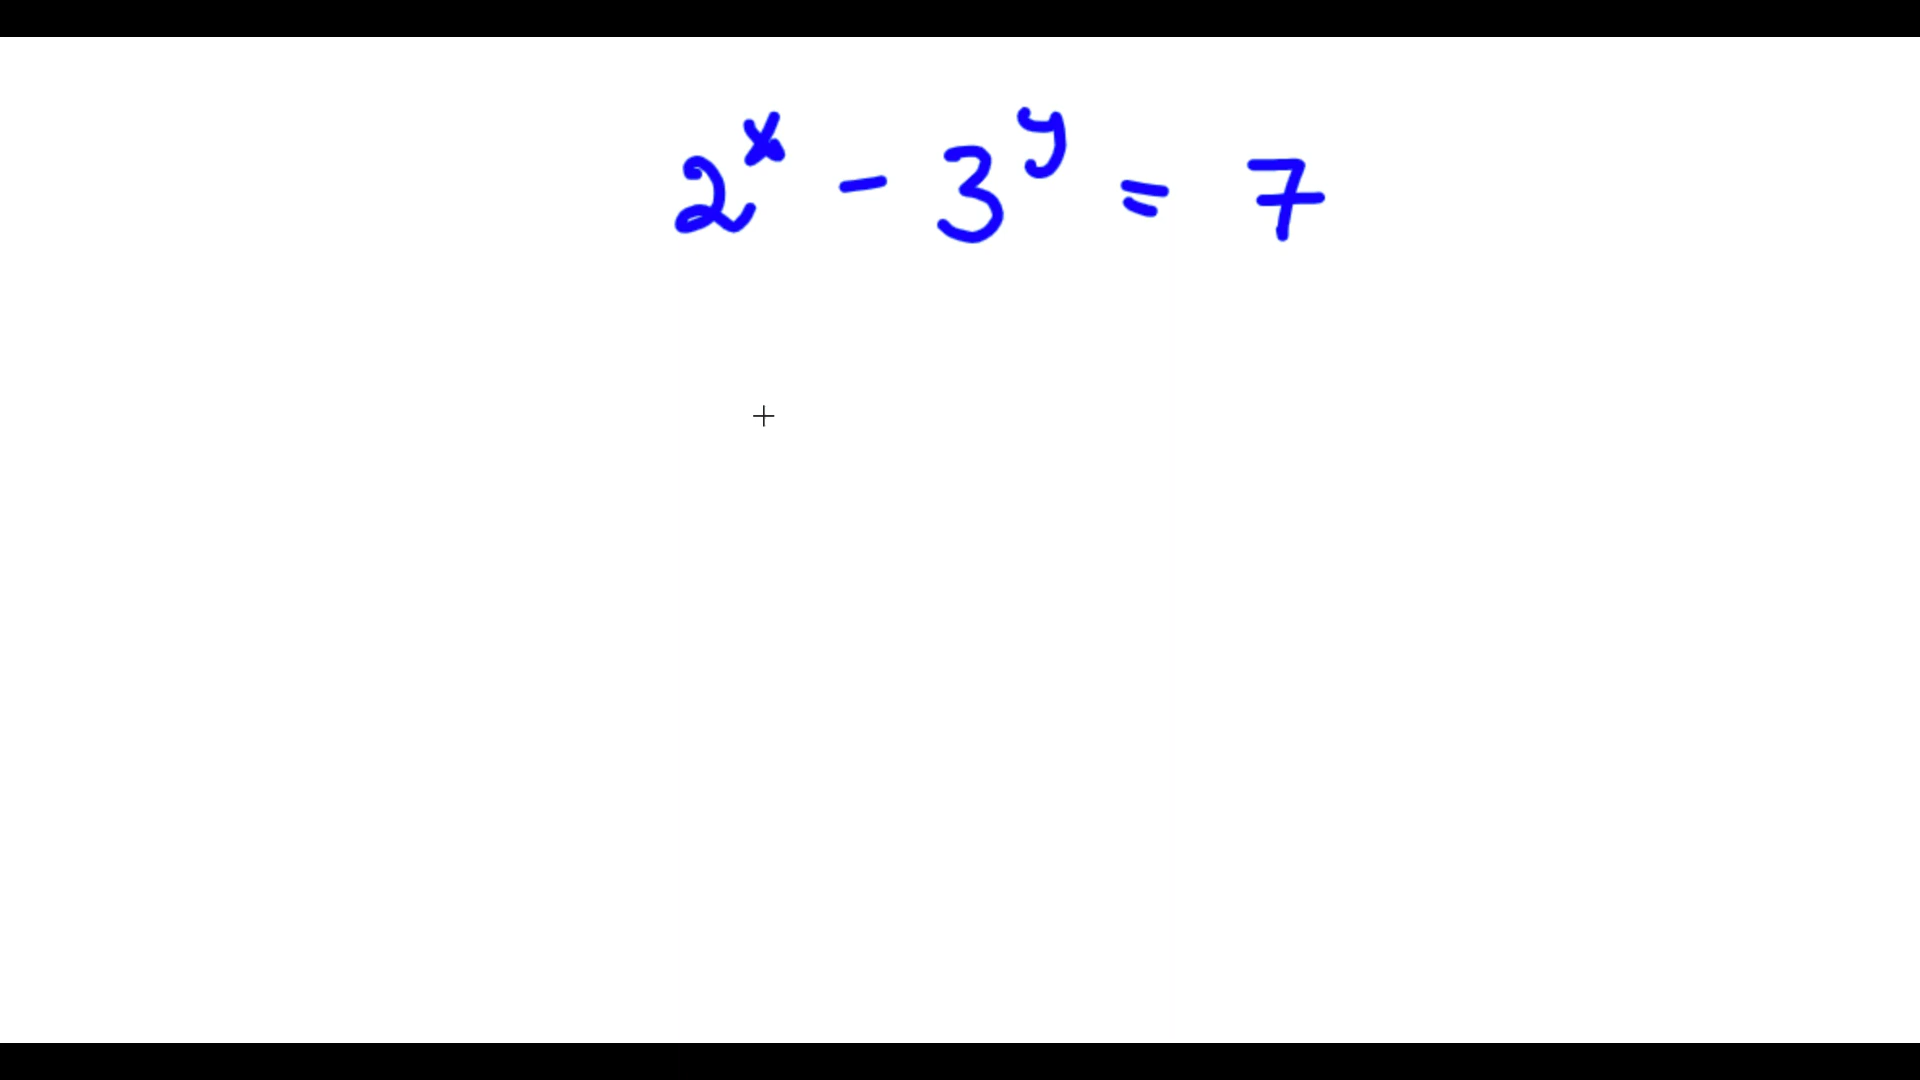 2^x - 3^y = 7